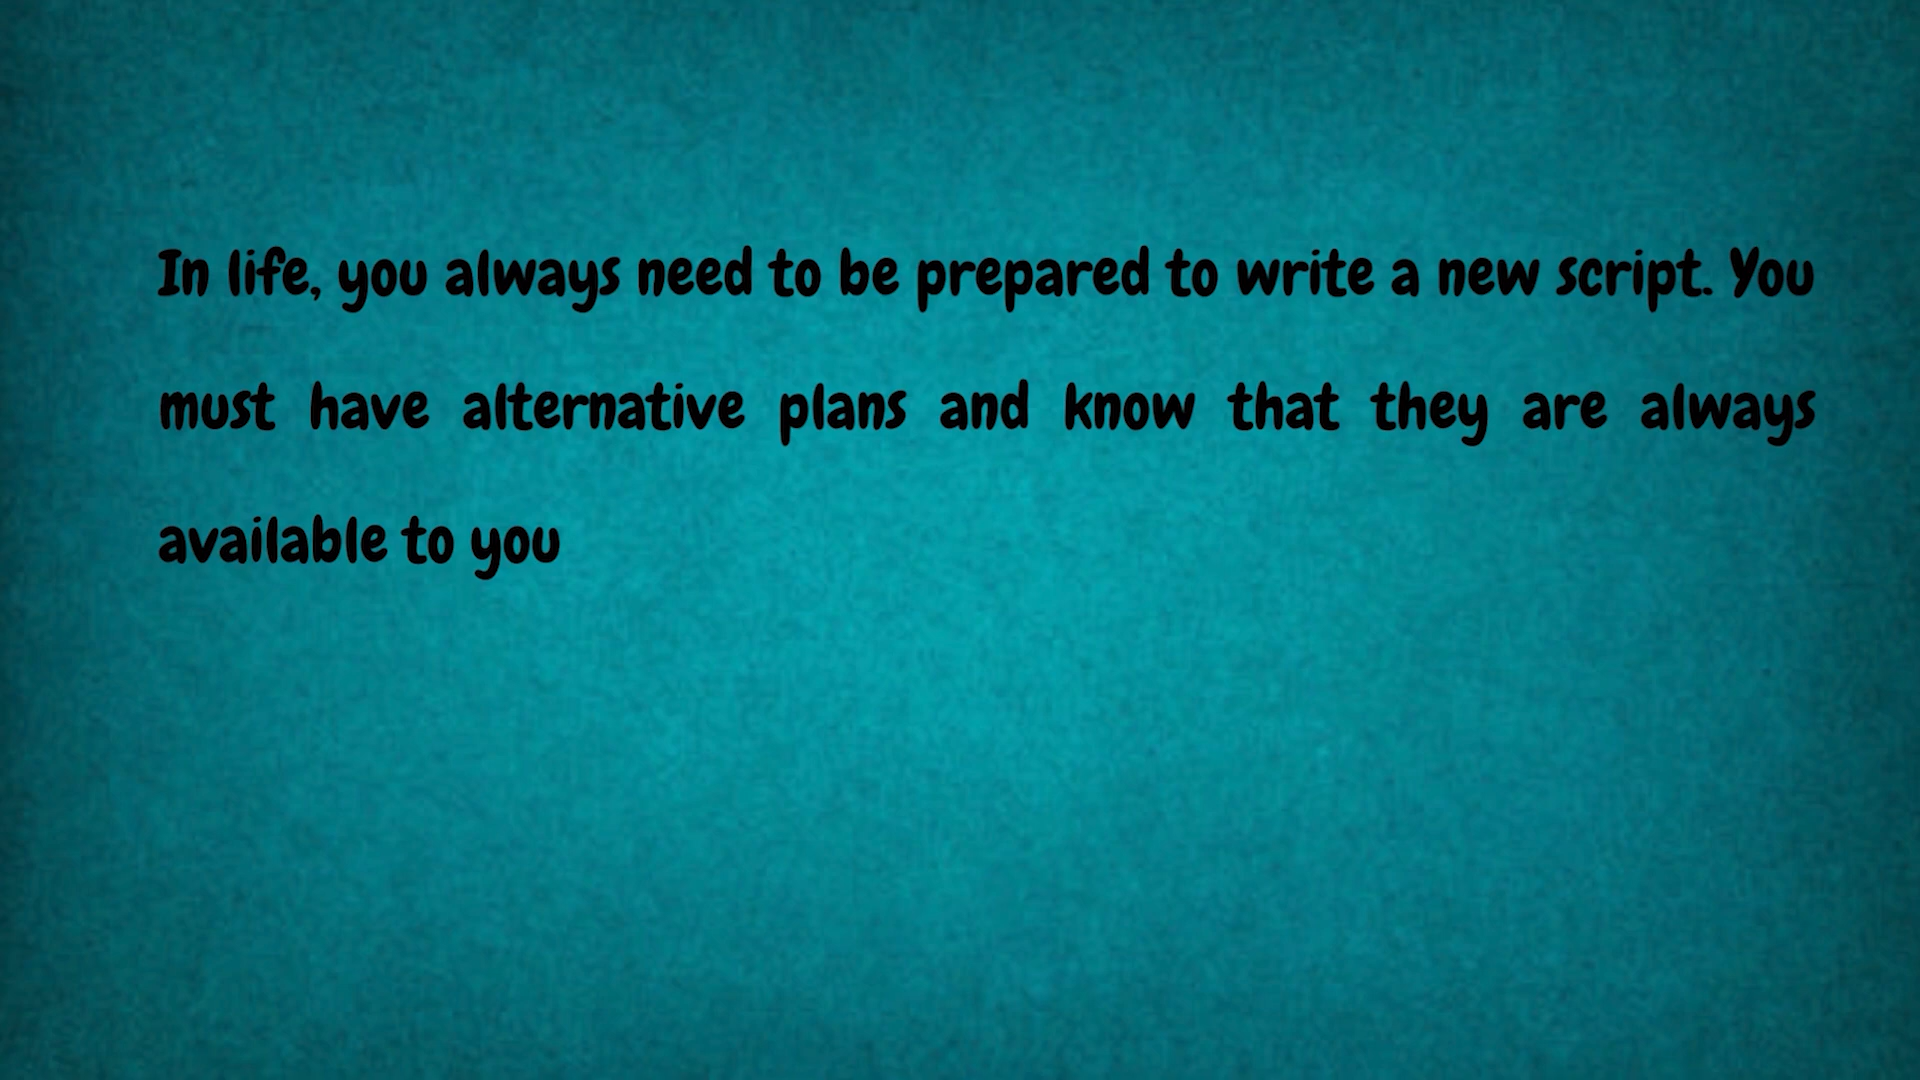 In life, you always need to be prepared to write a new script. You
must have alternative plans and know that they are always
available to you